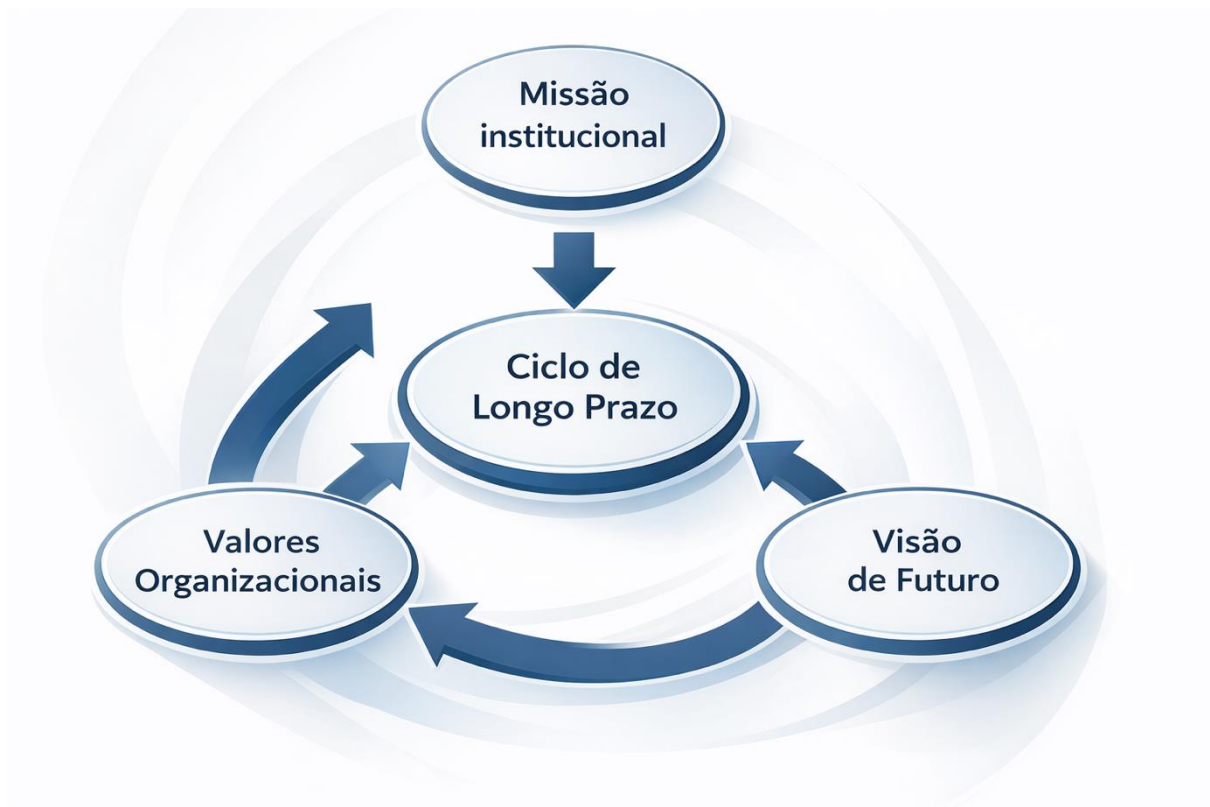 Missão
institucional
Ciclo de
Longo Prazo
Valores
Organizacionais
Visão
de Futuro